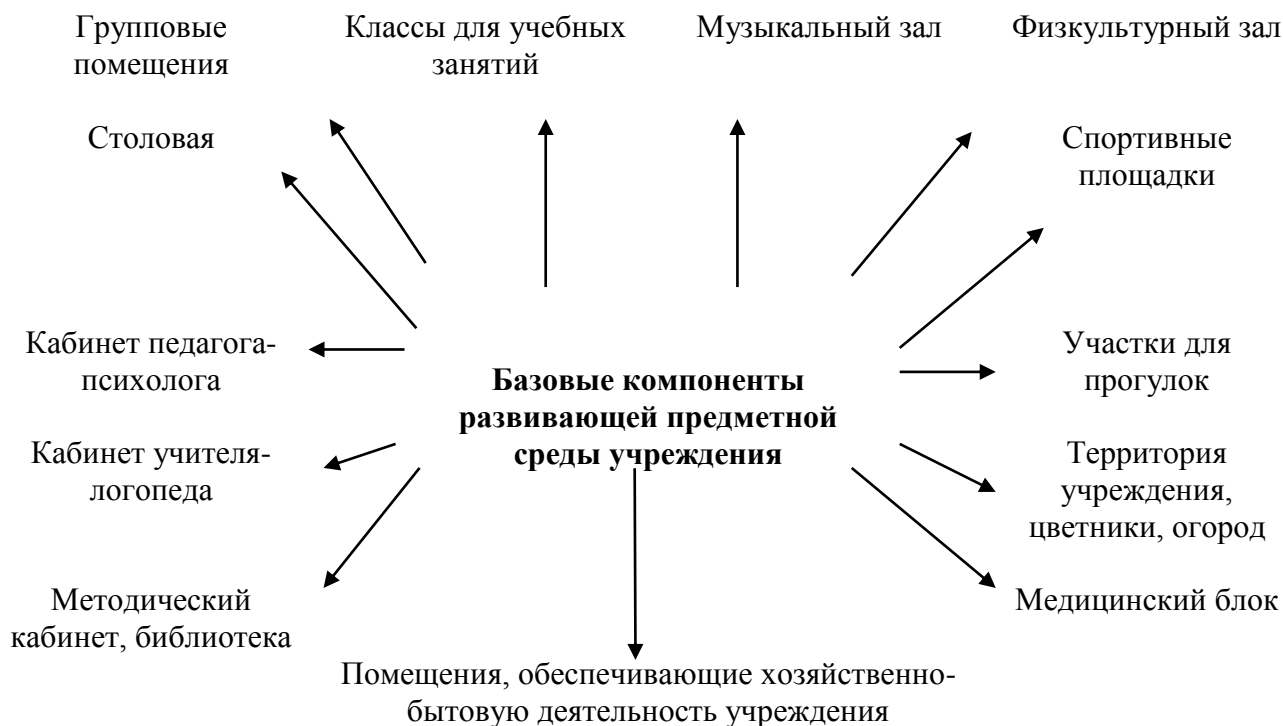 Групповые
помещения
Классы для учебных
занятий
Музыкальный зал
Физкультурный зал
Столовая
Спортивные
площадки
Кабинет педагога-
психолога
Участки для
прогулок
Базовые компоненты
развивающей предметной
среды учреждения
Кабинет учителя-
логопеда
Территория
учреждения,
цветники, огород
Методический
кабинет, библиотека
Медицинский блок
Помещения, обеспечивающие хозяйственно-
бытовую деятельность учреждения